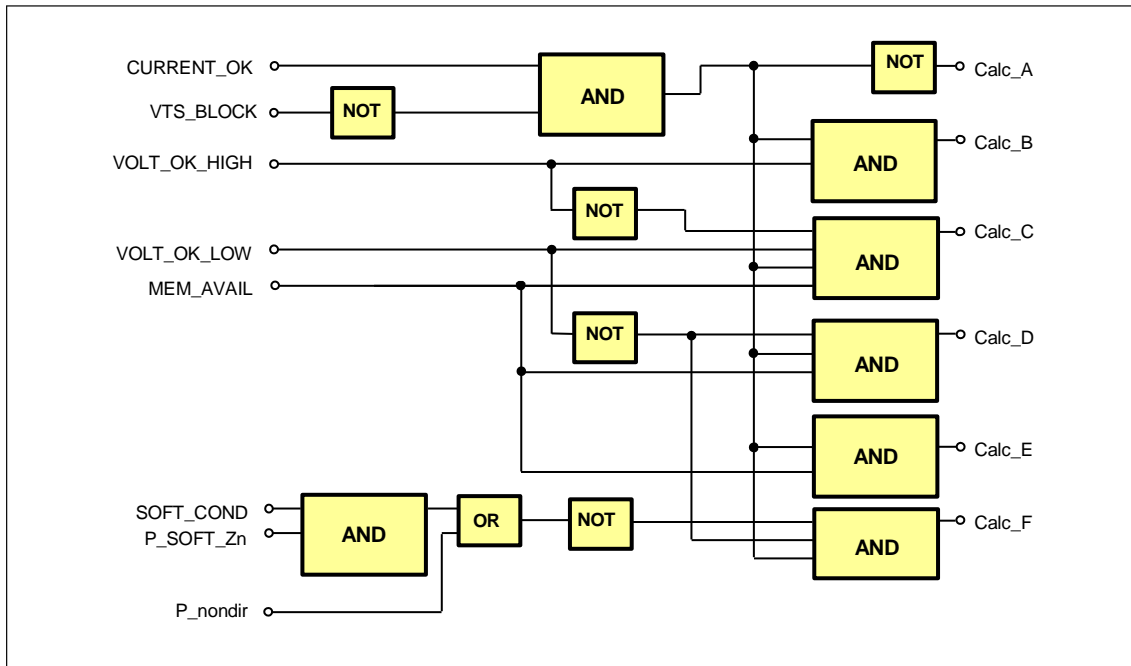 CURRENT_OK
AND
NOT
Calc_A
VTS_BLOCK
NOT
VOLT_OK_HIGH
AND
Calc_B
NOT
VOLT_OK_LOW
AND
Calc_C
MEM_AVAIL
NOT
AND
Calc_D
AND
Calc_E
SOFT_COND
P_SOFT_Zn
AND
OR
NOT
AND
Calc_F
P_nondir